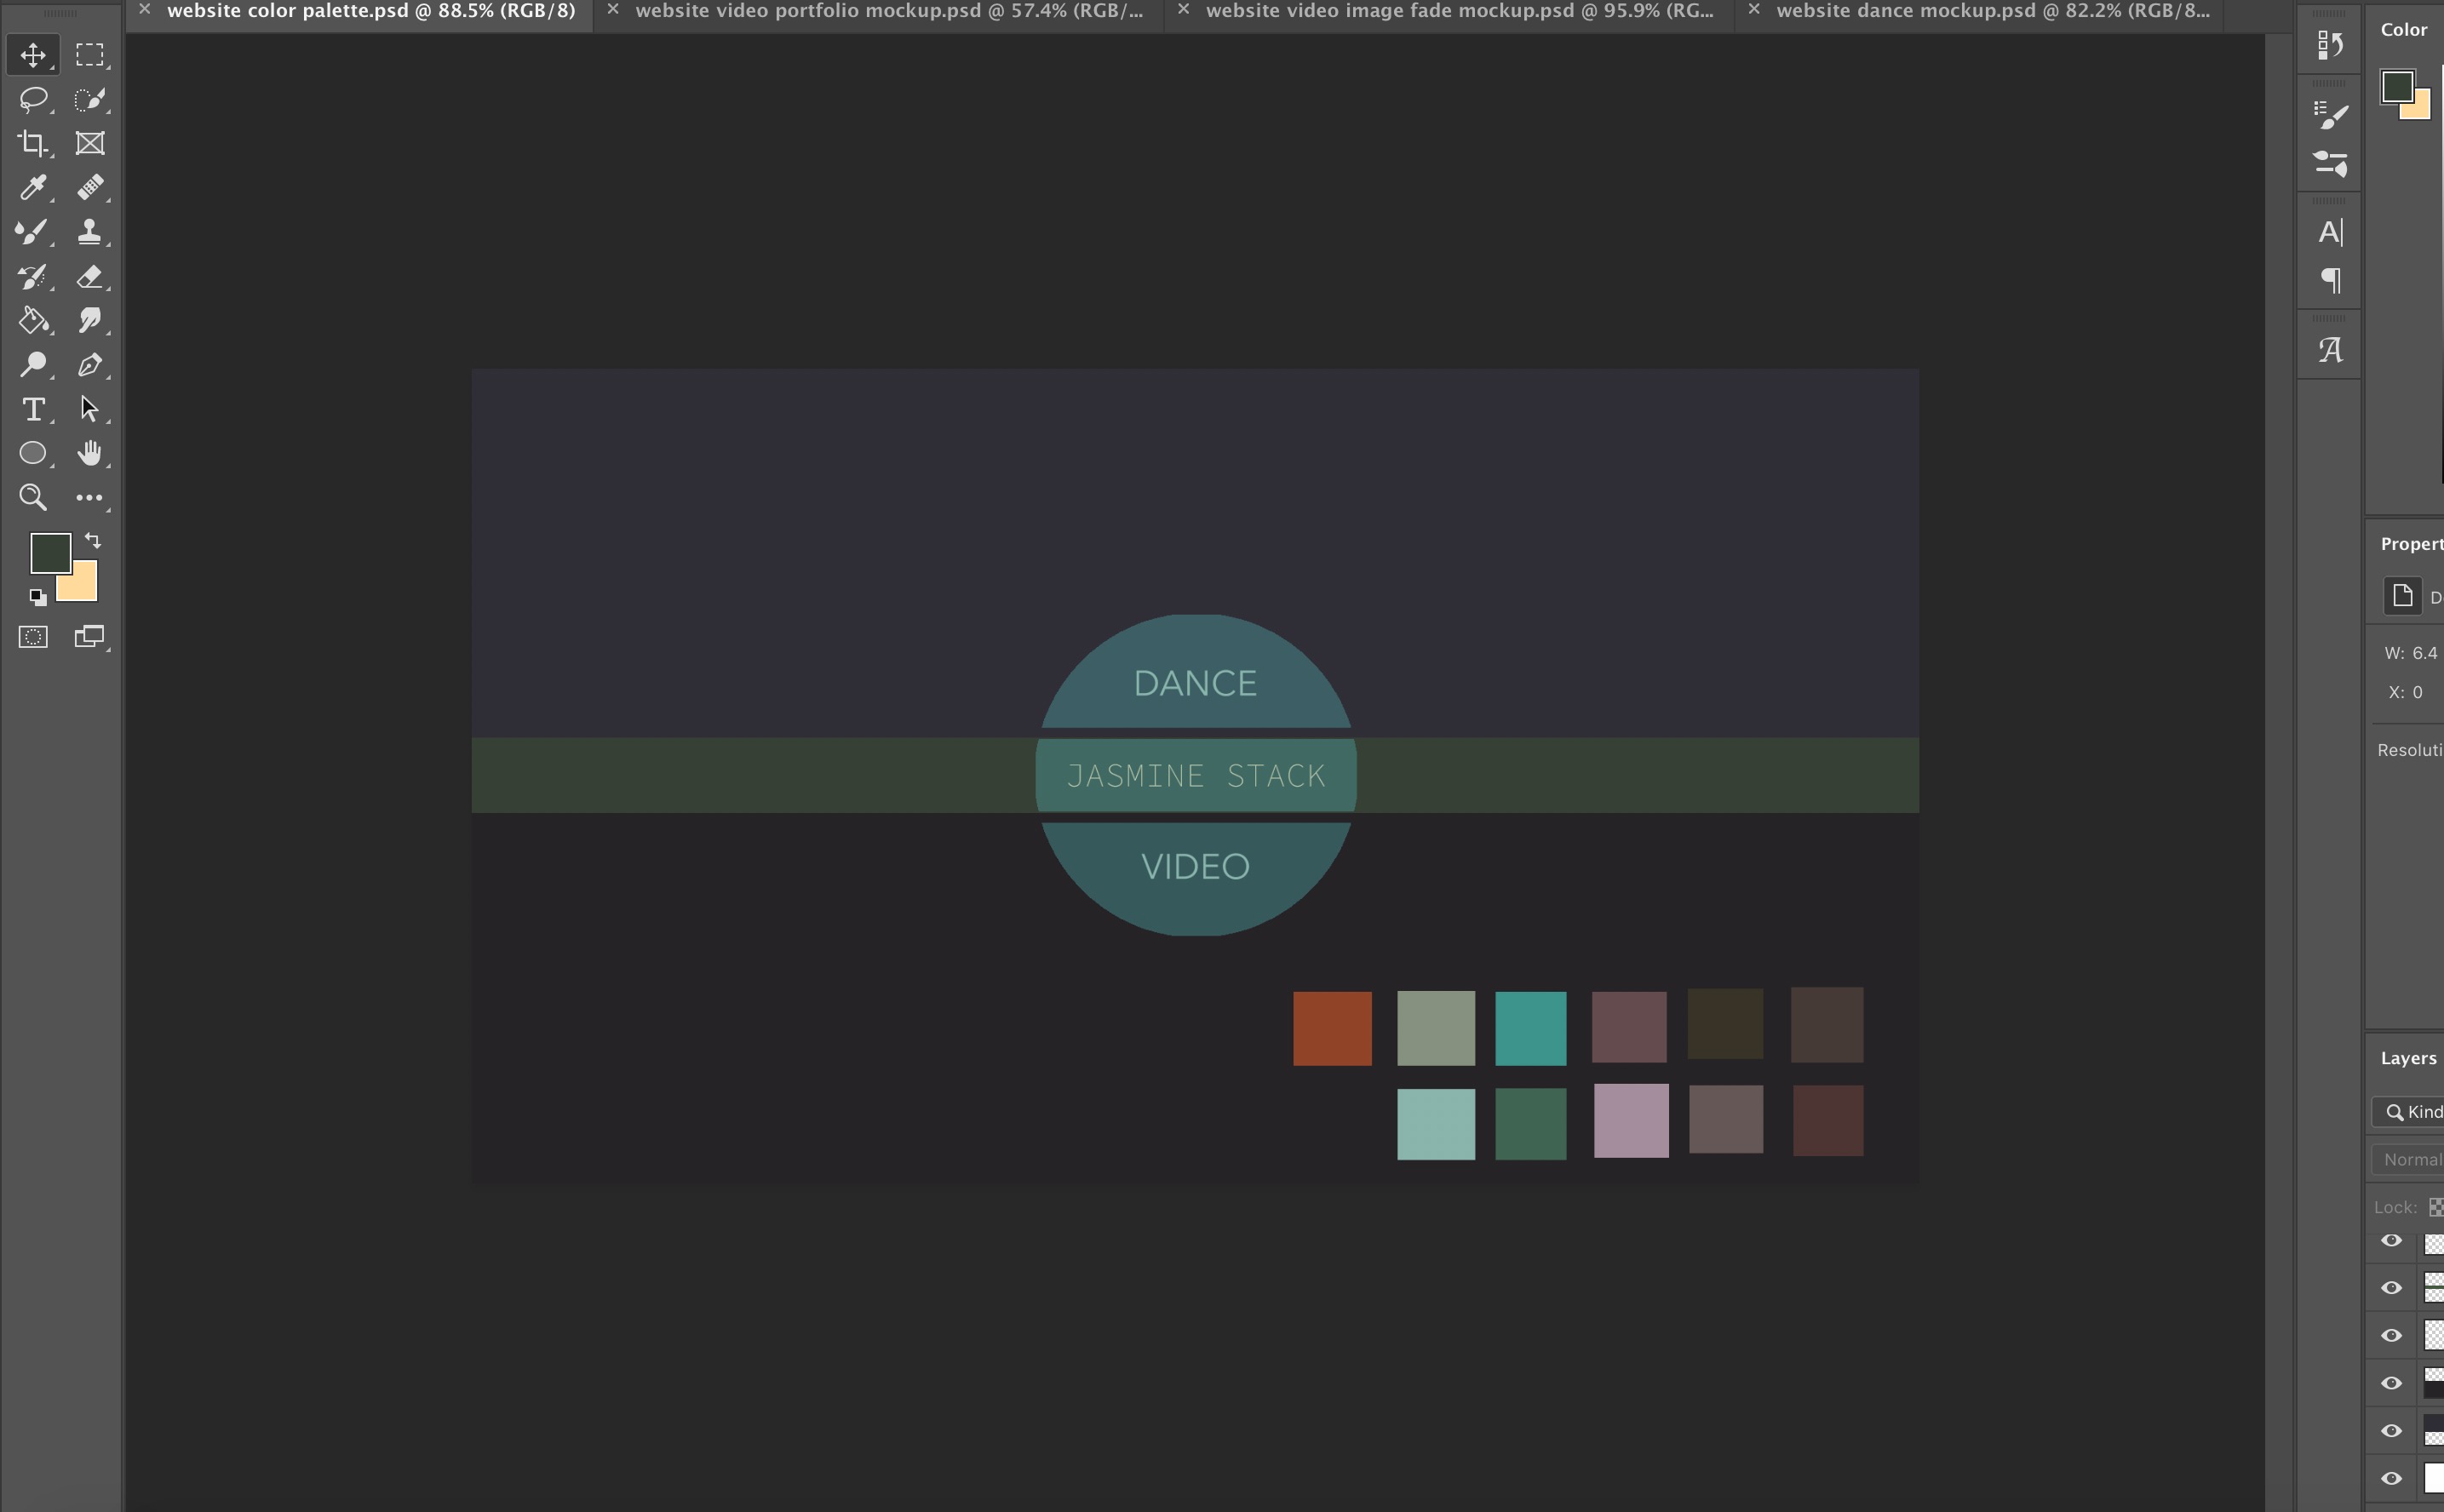 website color palette.psd @ 88.5% (RGB/8)
website video portfolio mockup.psd @ 57.4% (RGB/...
website video image fade mockup.psd @ 95.9% (RG...
website dance mockup.psd @ 82.2% (RGB/8...
Color
DANCE
JASMINE STACK
VIDEO
Propert
D
W: 6.4
X: 0
Resoluti
Layers
Kind
Normal
Lock: